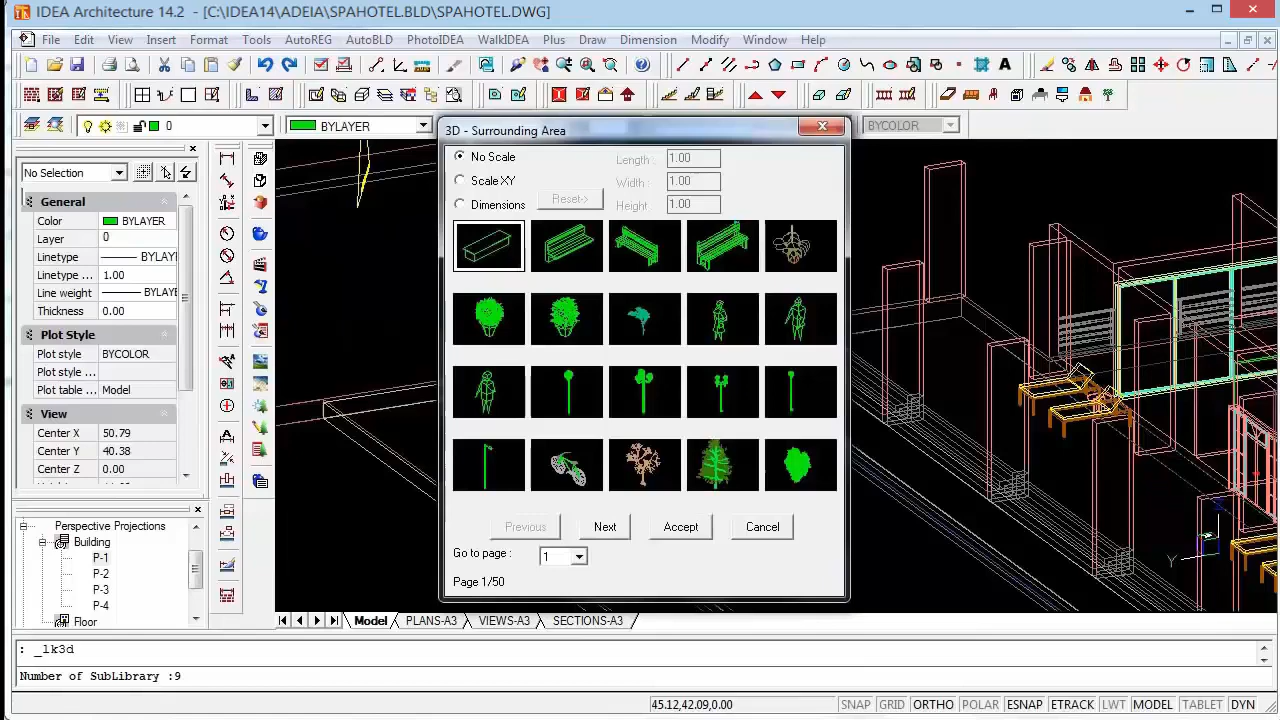 IDEA Architecture 14.2 - [C:\IDEA14\ADEIA\SPAHOTEL.BLD\SPAHOTEL.DWG]
File Edit View Insert Format Tools AutoREG AutoBLD PhotoIDEA WalkIDEA Plus Draw Dimension Modify Window Help
0 BYLAYER BYCOLOR
3D - Surrounding Area
No Scale
Scale XY
Dimensions
Reset->
Length : 1.00
Width : 1.00
Height : 1.00
No Selection
General
Color BYLAYER
Layer 0
Linetype BYLAY
Linetype ... 1.00
Line weight BYLAYE
Thickness 0.00
Plot Style
Plot style BYCOLOR
Plot style ...
Plot table ... Model
View
Center X 50.79
Center Y 40.38
Center Z 0.00
Perspective Projections
Building
P-1
P-2
P-3
P-4
Floor
Previous Next Accept Cancel
Go to page : 1
Page 1/50
Y
Model PLANS-A3 VIEWS-A3 SECTIONS-A3
: _lk3d
Number of SubLibrary :9
45.12,42.09,0.00 SNAP GRID ORTHO POLAR ESNAP ETRACK LWT MODEL TABLET DYN